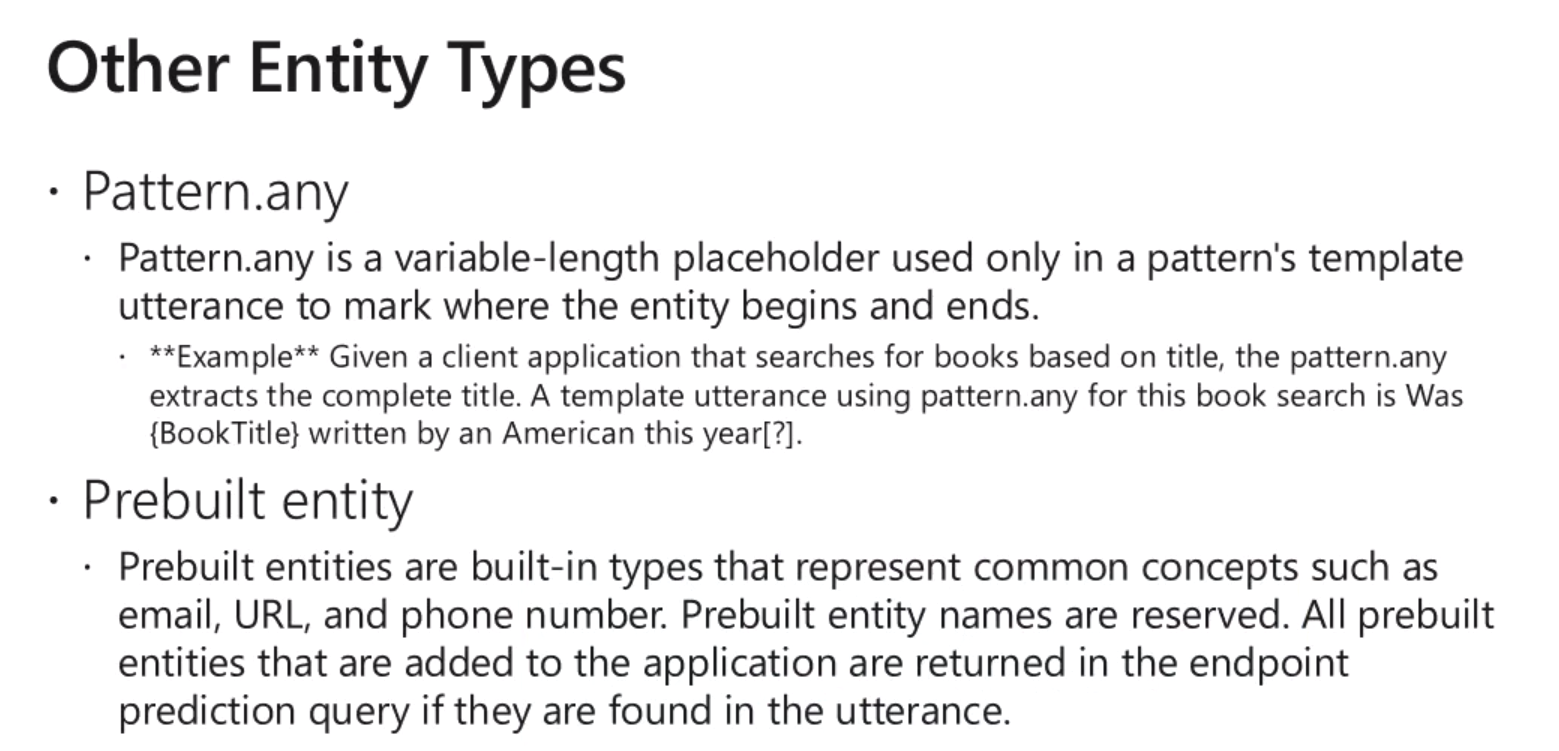 Other Entity Types
· Pattern.any
· Pattern.any is a variable-length placeholder used only in a pattern's template
utterance to mark where the entity begins and ends.
· **Example** Given a client application that searches for books based on title, the pattern.any
extracts the complete title. A template utterance using pattern.any for this book search is Was
{BookTitle} written by an American this year[?].
· Prebuilt entity
· Prebuilt entities are built-in types that represent common concepts such as
email, URL, and phone number. Prebuilt entity names are reserved. All prebuilt
entities that are added to the application are returned in the endpoint
prediction query if they are found in the utterance.